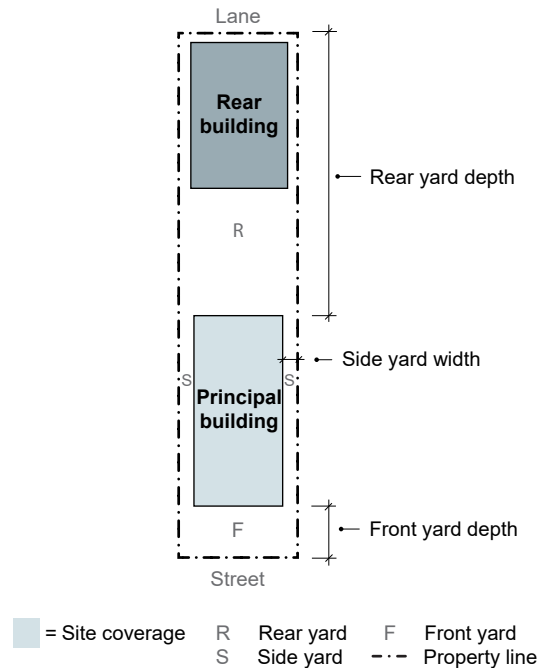 Lane
Rear
building
Rear yard depth
R
Side yard width
S
S
Principal
building
F
Front yard depth
Street
= Site coverage
R Rear yard
F Front yard
S Side yard
Property line